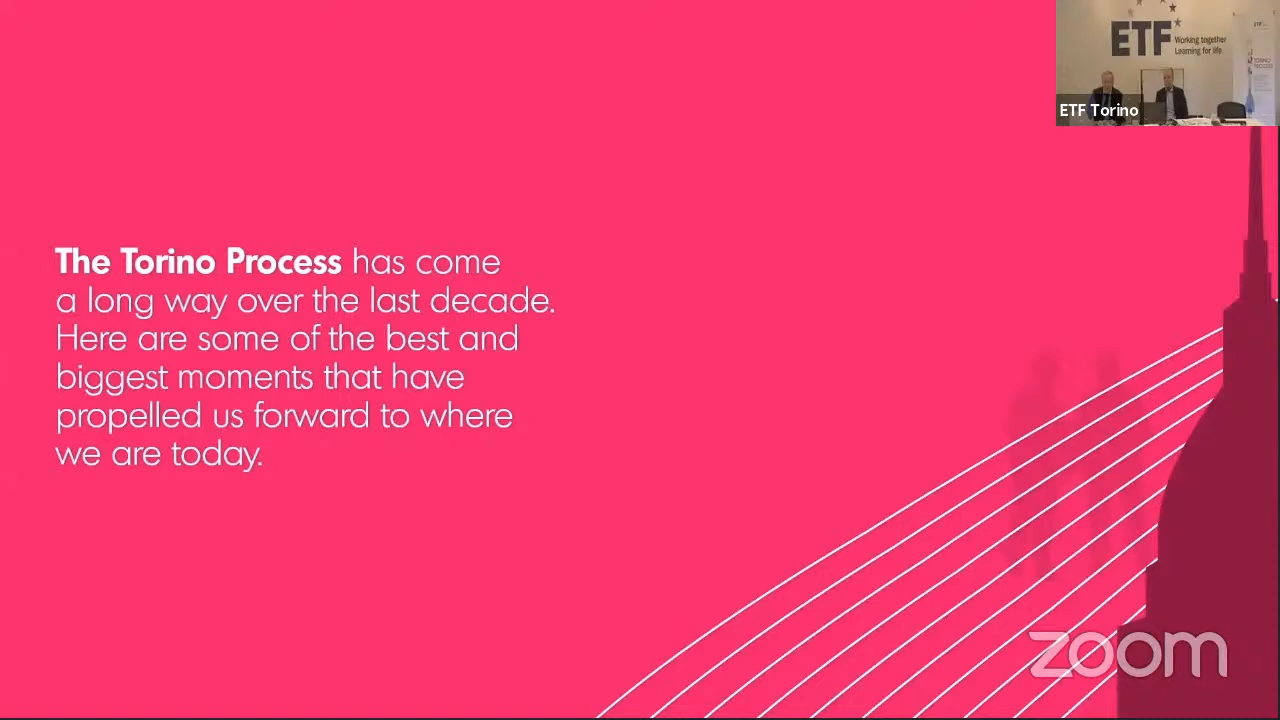 The Torino Process has come
a long way over the last decade.
Here are some of the best and
biggest moments that have
propelled us forward to where
we are today.
ETF
Working together
Learning for life
ETF Torino
zoom